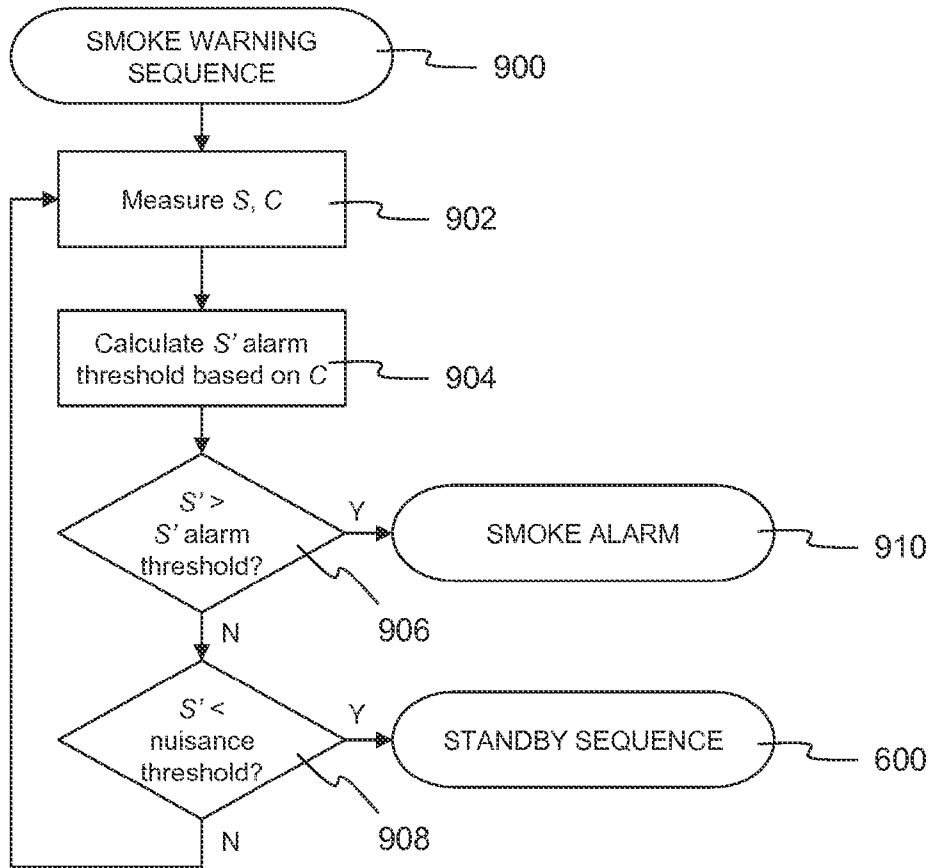 SMOKE WARNING
SEQUENCE
900
Measure S, C
902
Calculate S' alarm
threshold based on C
904
S' >
S' alarm
threshold?
Y
SMOKE ALARM
910
906
N
S' <
nuisance
threshold?
Y
STANDBY SEQUENCE
600
908
N